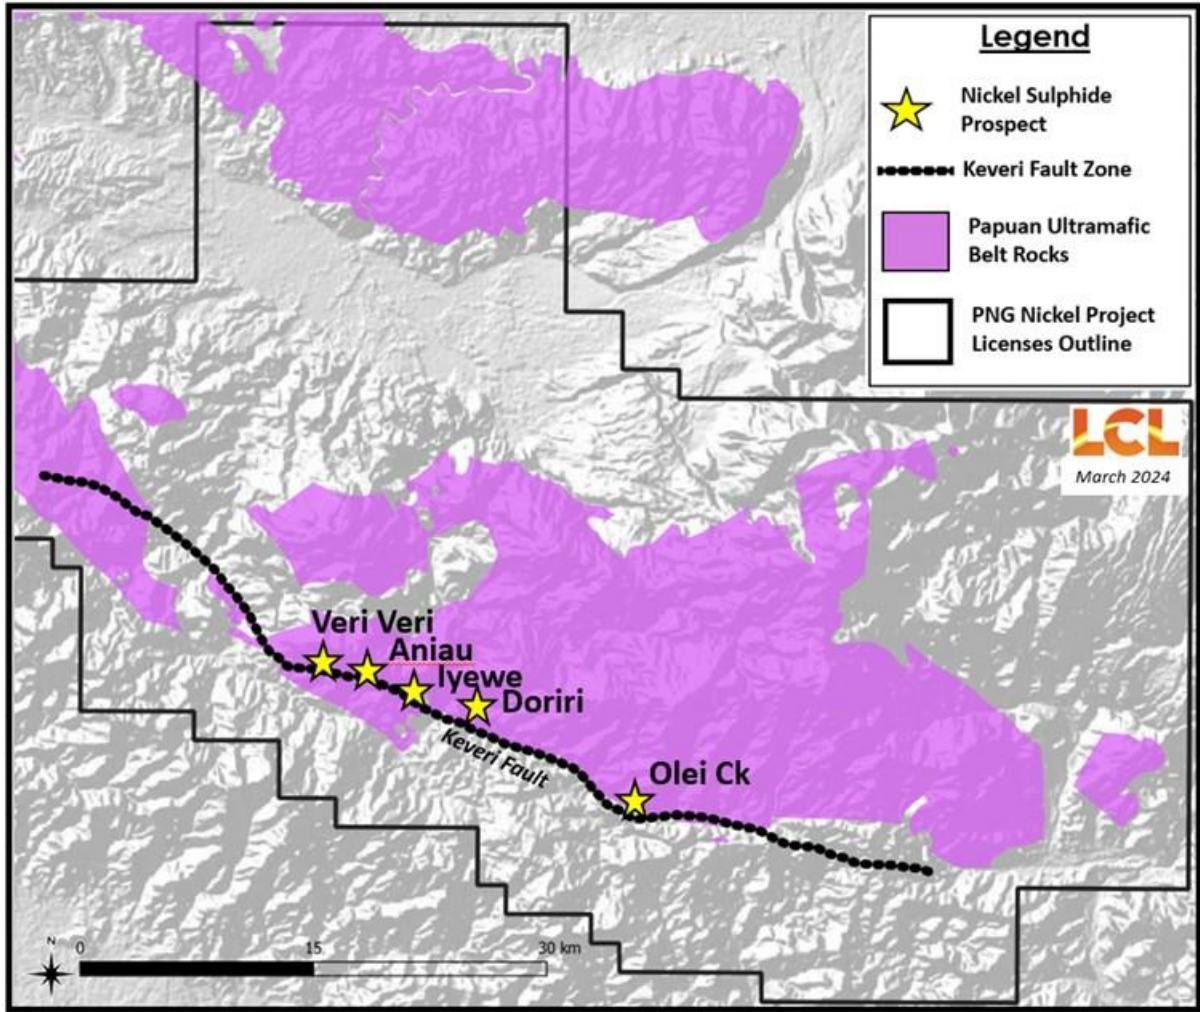 Legend
Nickel Sulphide
Prospect
Keveri Fault Zone
Papuan Ultramafic
Belt Rocks
PNG Nickel Project
Licenses Outline
LCL
March 2024
Veri Veri
Aniau
Iyewe
Doriri
Keveri Fault
Olei Ck
N
0 15 30 km